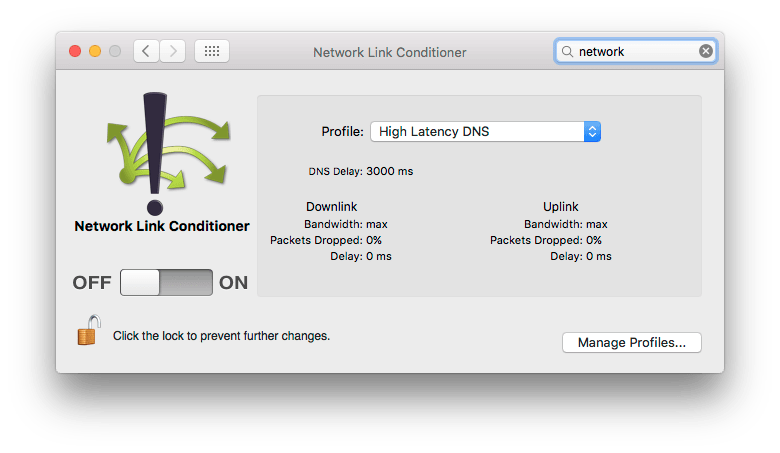 Network Link Conditioner
network
Profile: High Latency DNS
DNS Delay: 3000 ms
Downlink
Bandwidth: max
Packets Dropped: 0%
Delay: 0 ms
Uplink
Bandwidth: max
Packets Dropped: 0%
Delay: 0 ms
Network Link Conditioner
OFF ON
Click the lock to prevent further changes.
Manage Profiles...